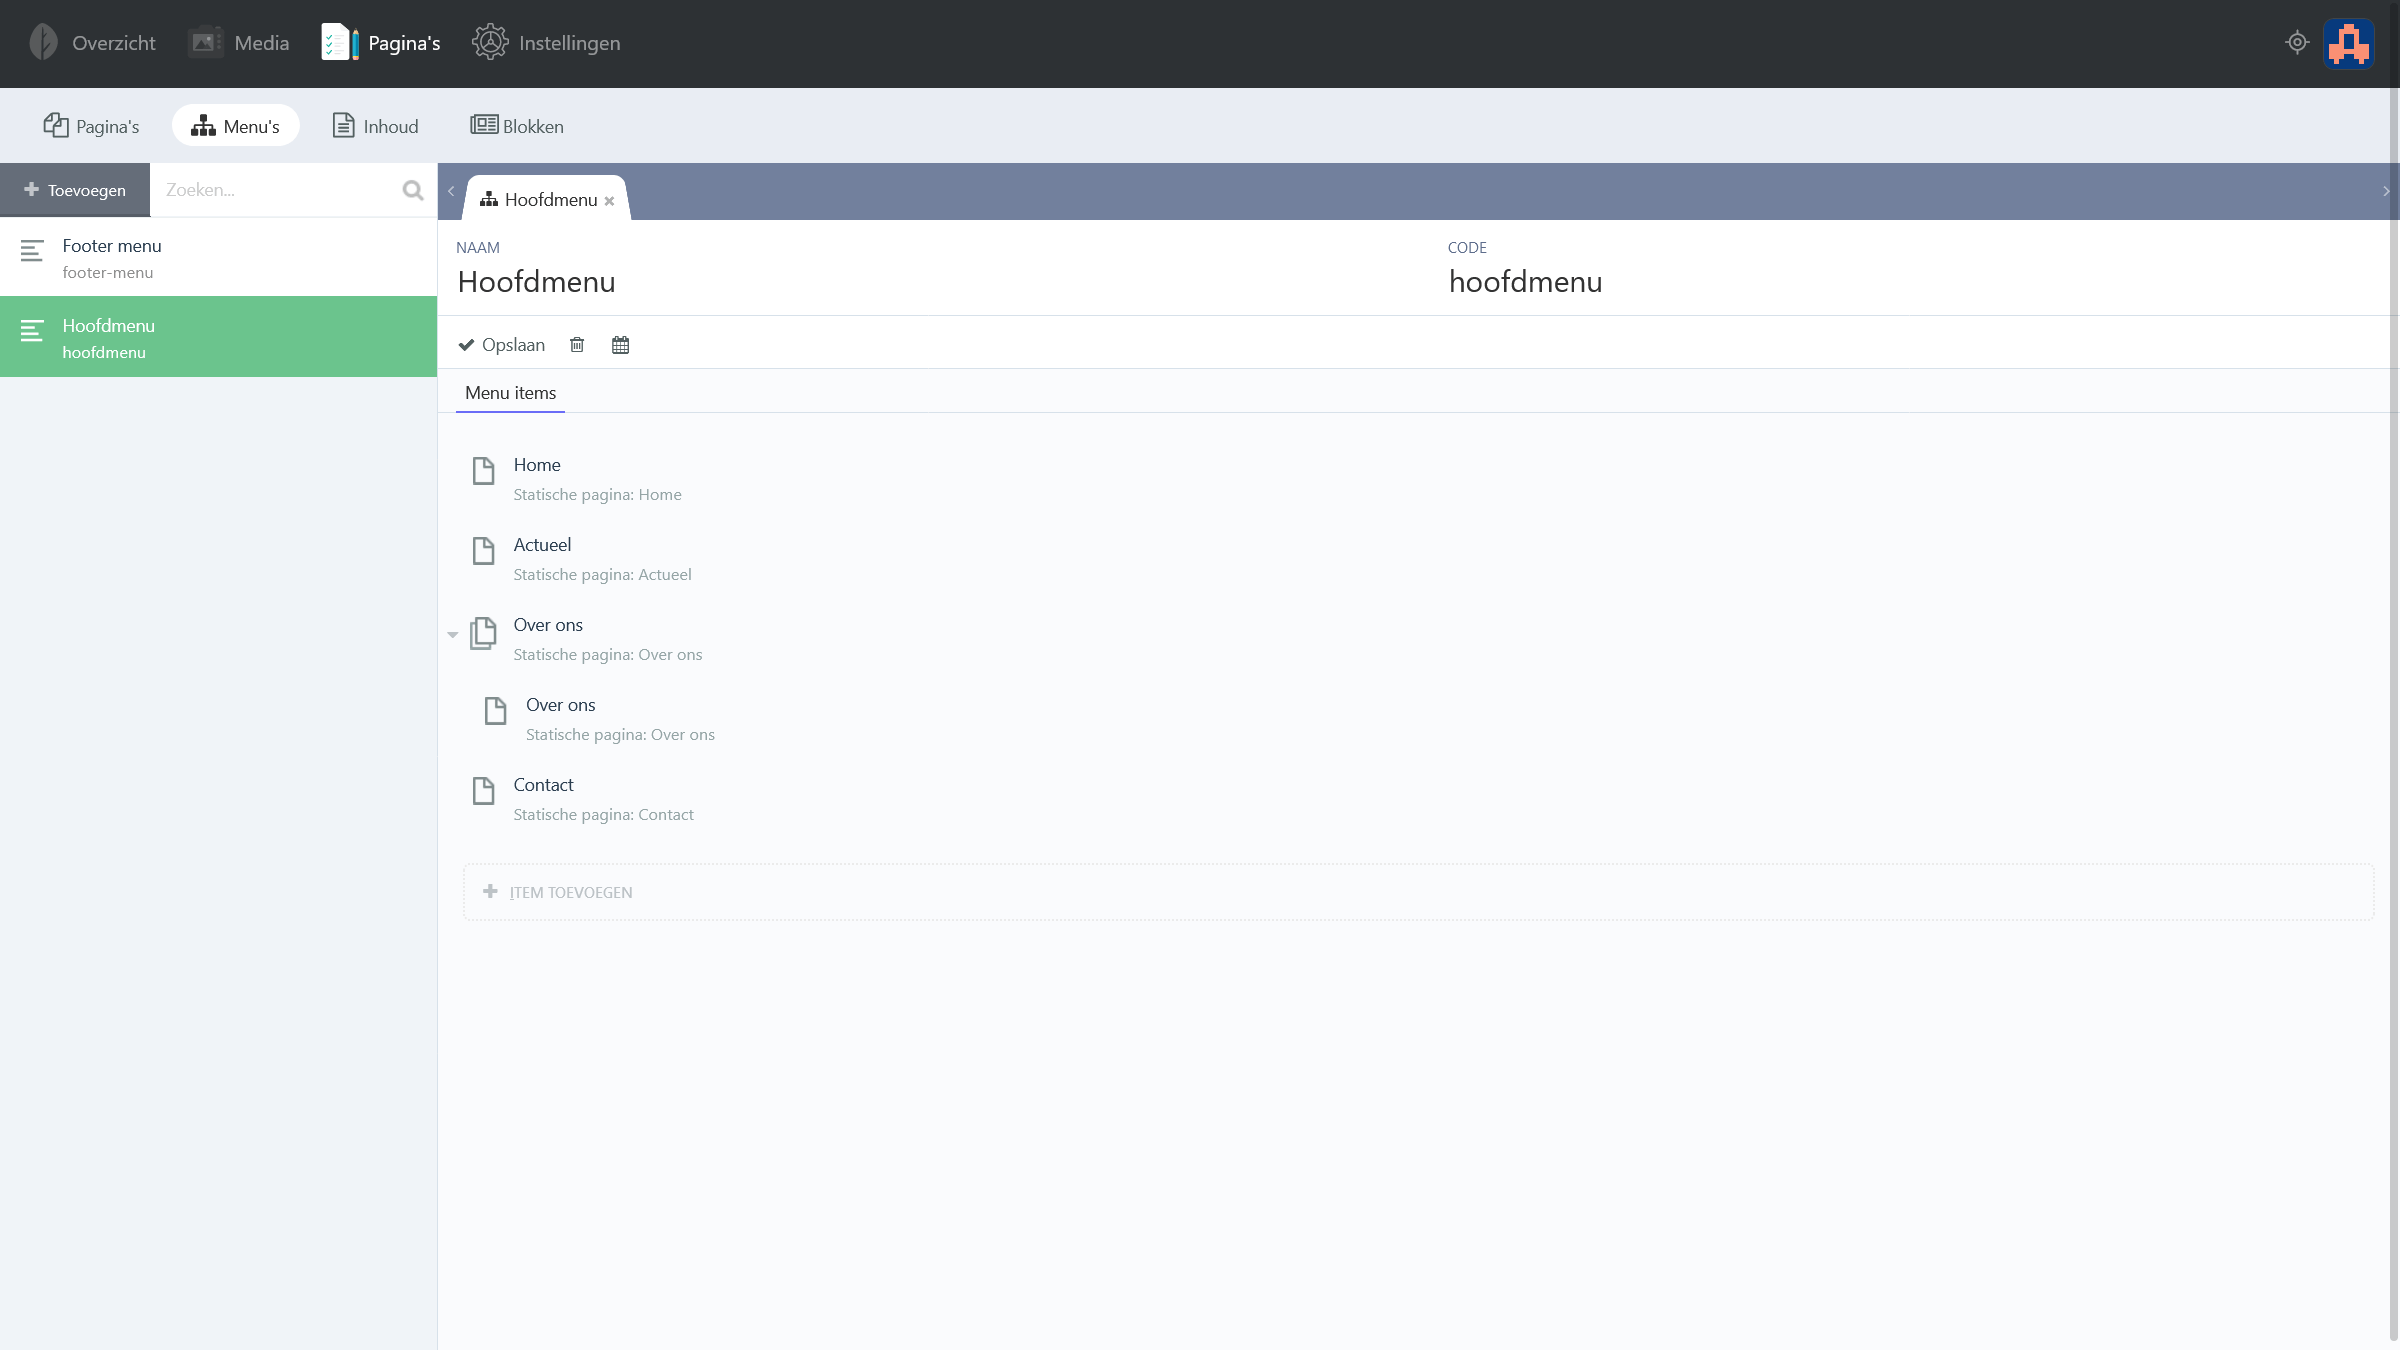 Overzicht
Media
Pagina's
Instellingen
Pagina's
Menu's
Inhoud
Blokken
Toevoegen
Zoeken...
Footer menu
footer-menu
Hoofdmenu
hoofdmenu
Hoofdmenu
NAAM
Hoofdmenu
CODE
hoofdmenu
Opslaan
Menu items
Home
Statische pagina: Home
Actueel
Statische pagina: Actueel
Over ons
Statische pagina: Over ons
Over ons
Statische pagina: Over ons
Contact
Statische pagina: Contact
ITEM TOEVOEGEN